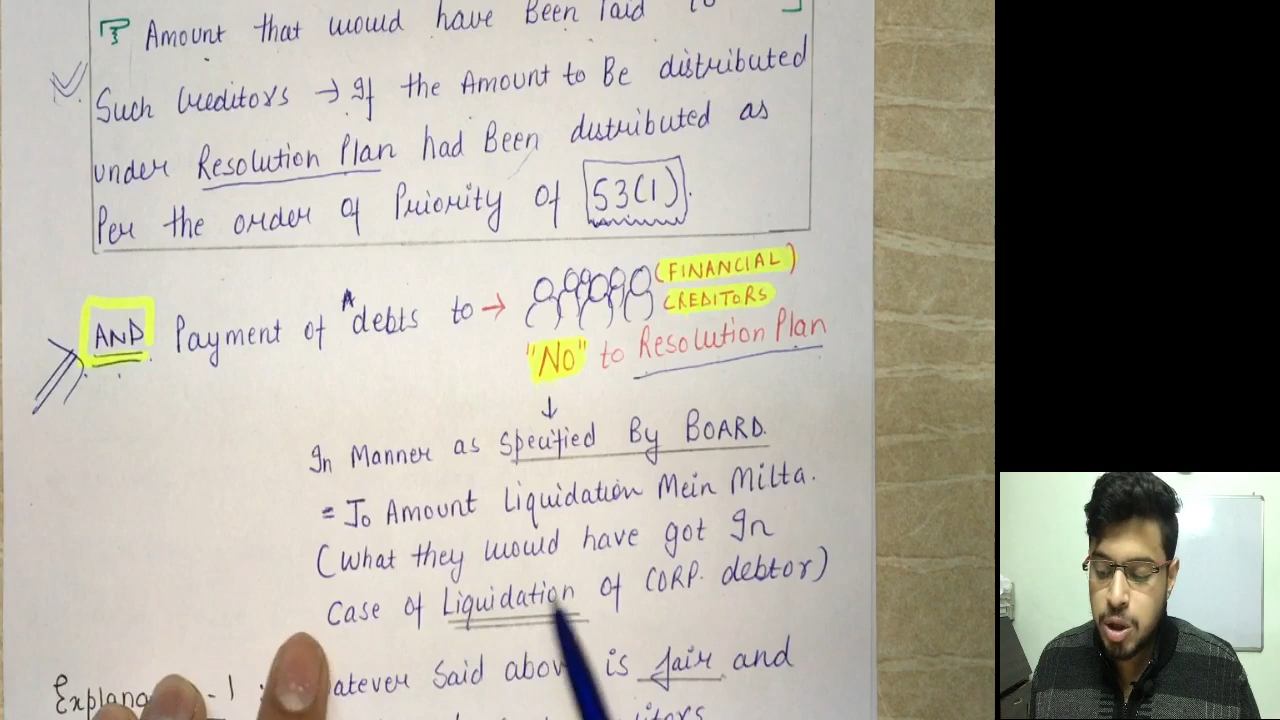 Amount that would have Been Paid to
Such Creditors → If the Amount to Be distributed
under Resolution Plan had Been distributed as
Per the order of Priority of 53(1).
AND Payment of debts to → (FINANCIAL)
CREDITORS
"No" to Resolution Plan
↓
In Manner as Specified By BOARD.
= Jo Amount Liquidation Mein Milta.
(What they would have got In
Case of Liquidation of CORP. debtor)
-1 : atever Said above is fair and